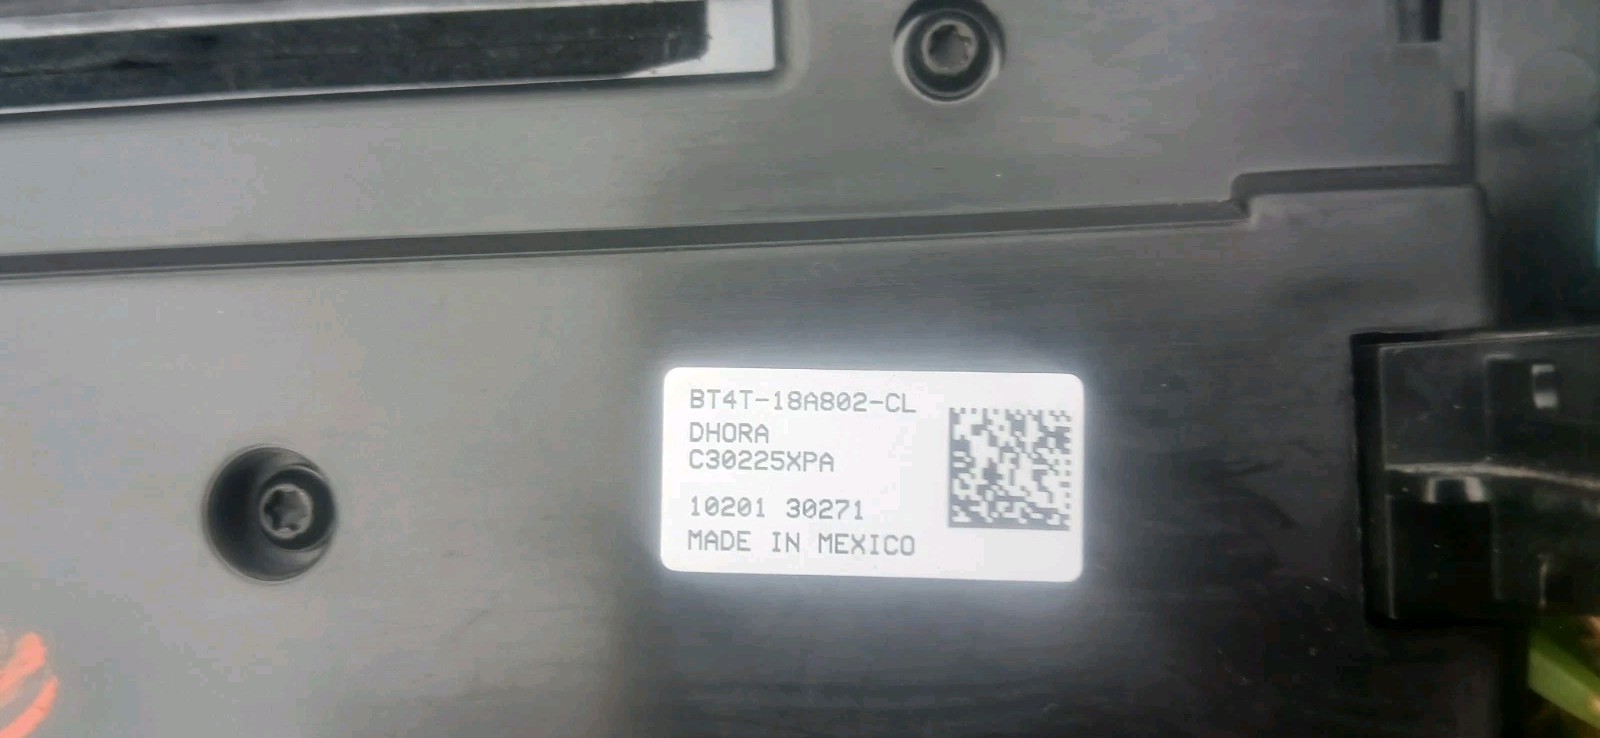 BT4T-18A802-CL
DHORA
C30225XPA
10201 30271
MADE IN MEXICO